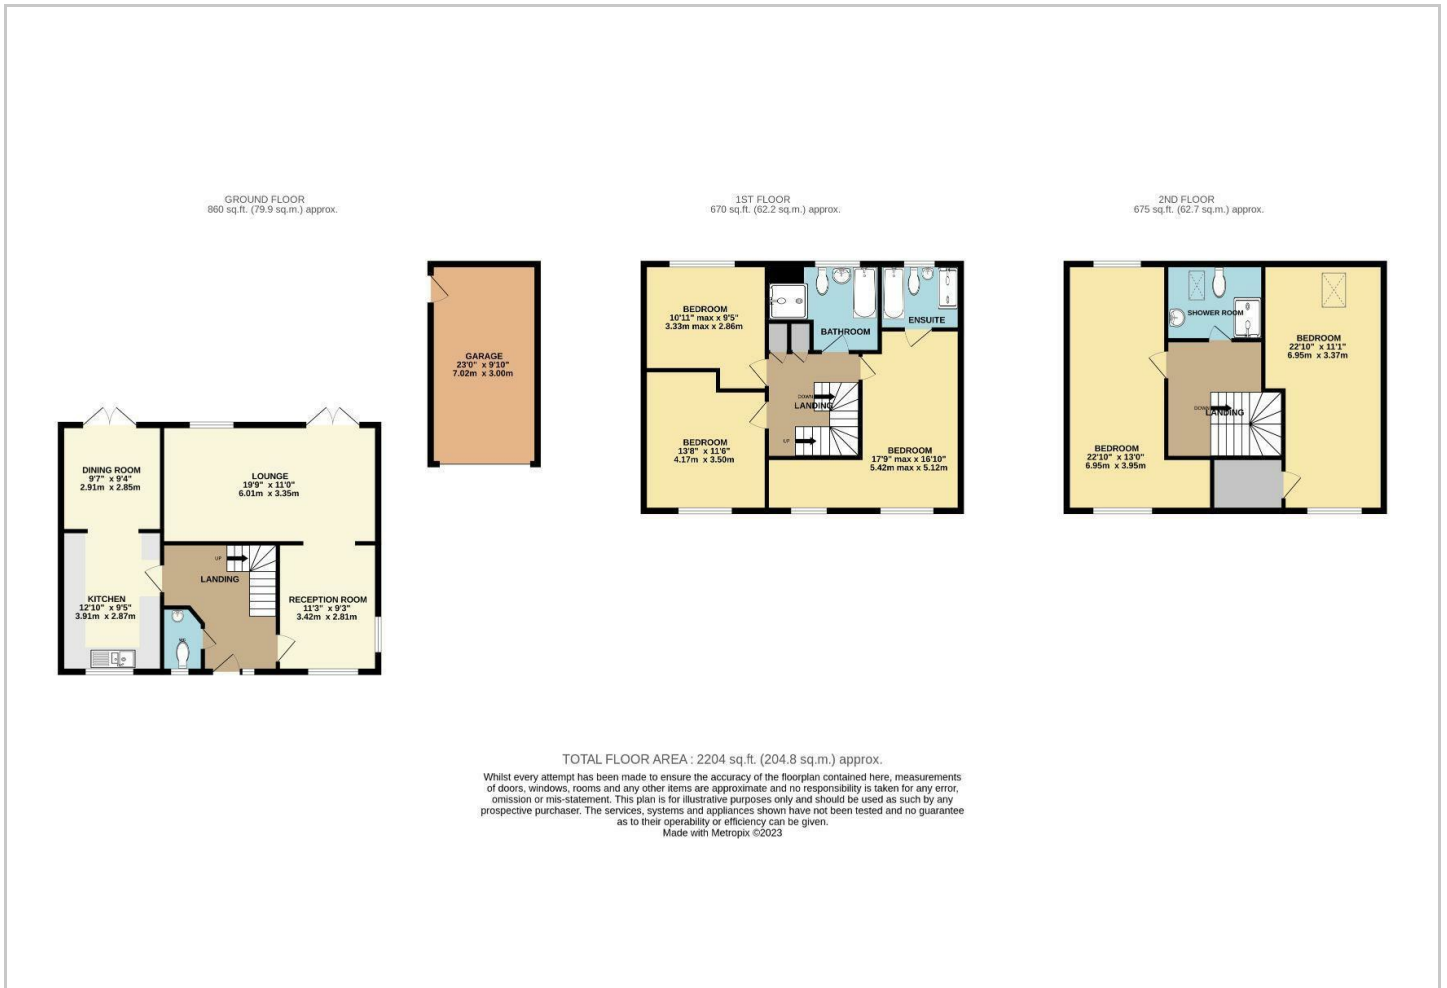 GROUND FLOOR
860 sq.ft. (79.9 sq.m.) approx.
1ST FLOOR
670 sq.ft. (62.2 sq.m.) approx.
2ND FLOOR
675 sq.ft. (62.7 sq.m.) approx.
GARAGE
23'0" x 9'10"
7.02m x 3.00m
DINING ROOM
9'7" x 9'4"
2.91m x 2.85m
LOUNGE
19'9" x 11'0"
6.01m x 3.35m
UP
LANDING
KITCHEN
12'10" x 9'5"
3.91m x 2.87m
RECEPTION ROOM
11'3" x 9'3"
3.42m x 2.81m
BEDROOM
10'11" max x 9'5"
3.33m max x 2.86m
BATHROOM
ENSUITE
DOWN
LANDING
UP
BEDROOM
13'8" x 11'6"
4.17m x 3.50m
BEDROOM
17'9" max x 16'10"
5.42m max x 5.12m
SHOWER ROOM
BEDROOM
22'10" x 11'1"
6.95m x 3.37m
DOWN
LANDING
BEDROOM
22'10" x 13'0"
6.95m x 3.95m
TOTAL FLOOR AREA : 2204 sq.ft. (204.8 sq.m.) approx.
Whilst every attempt has been made to ensure the accuracy of the floorplan contained here, measurements
of doors, windows, rooms and any other items are approximate and no responsibility is taken for any error,
omission or mis-statement. This plan is for illustrative purposes only and should be used as such by any
prospective purchaser. The services, systems and appliances shown have not been tested and no guarantee
as to their operability or efficiency can be given.
Made with Metropix ©2023